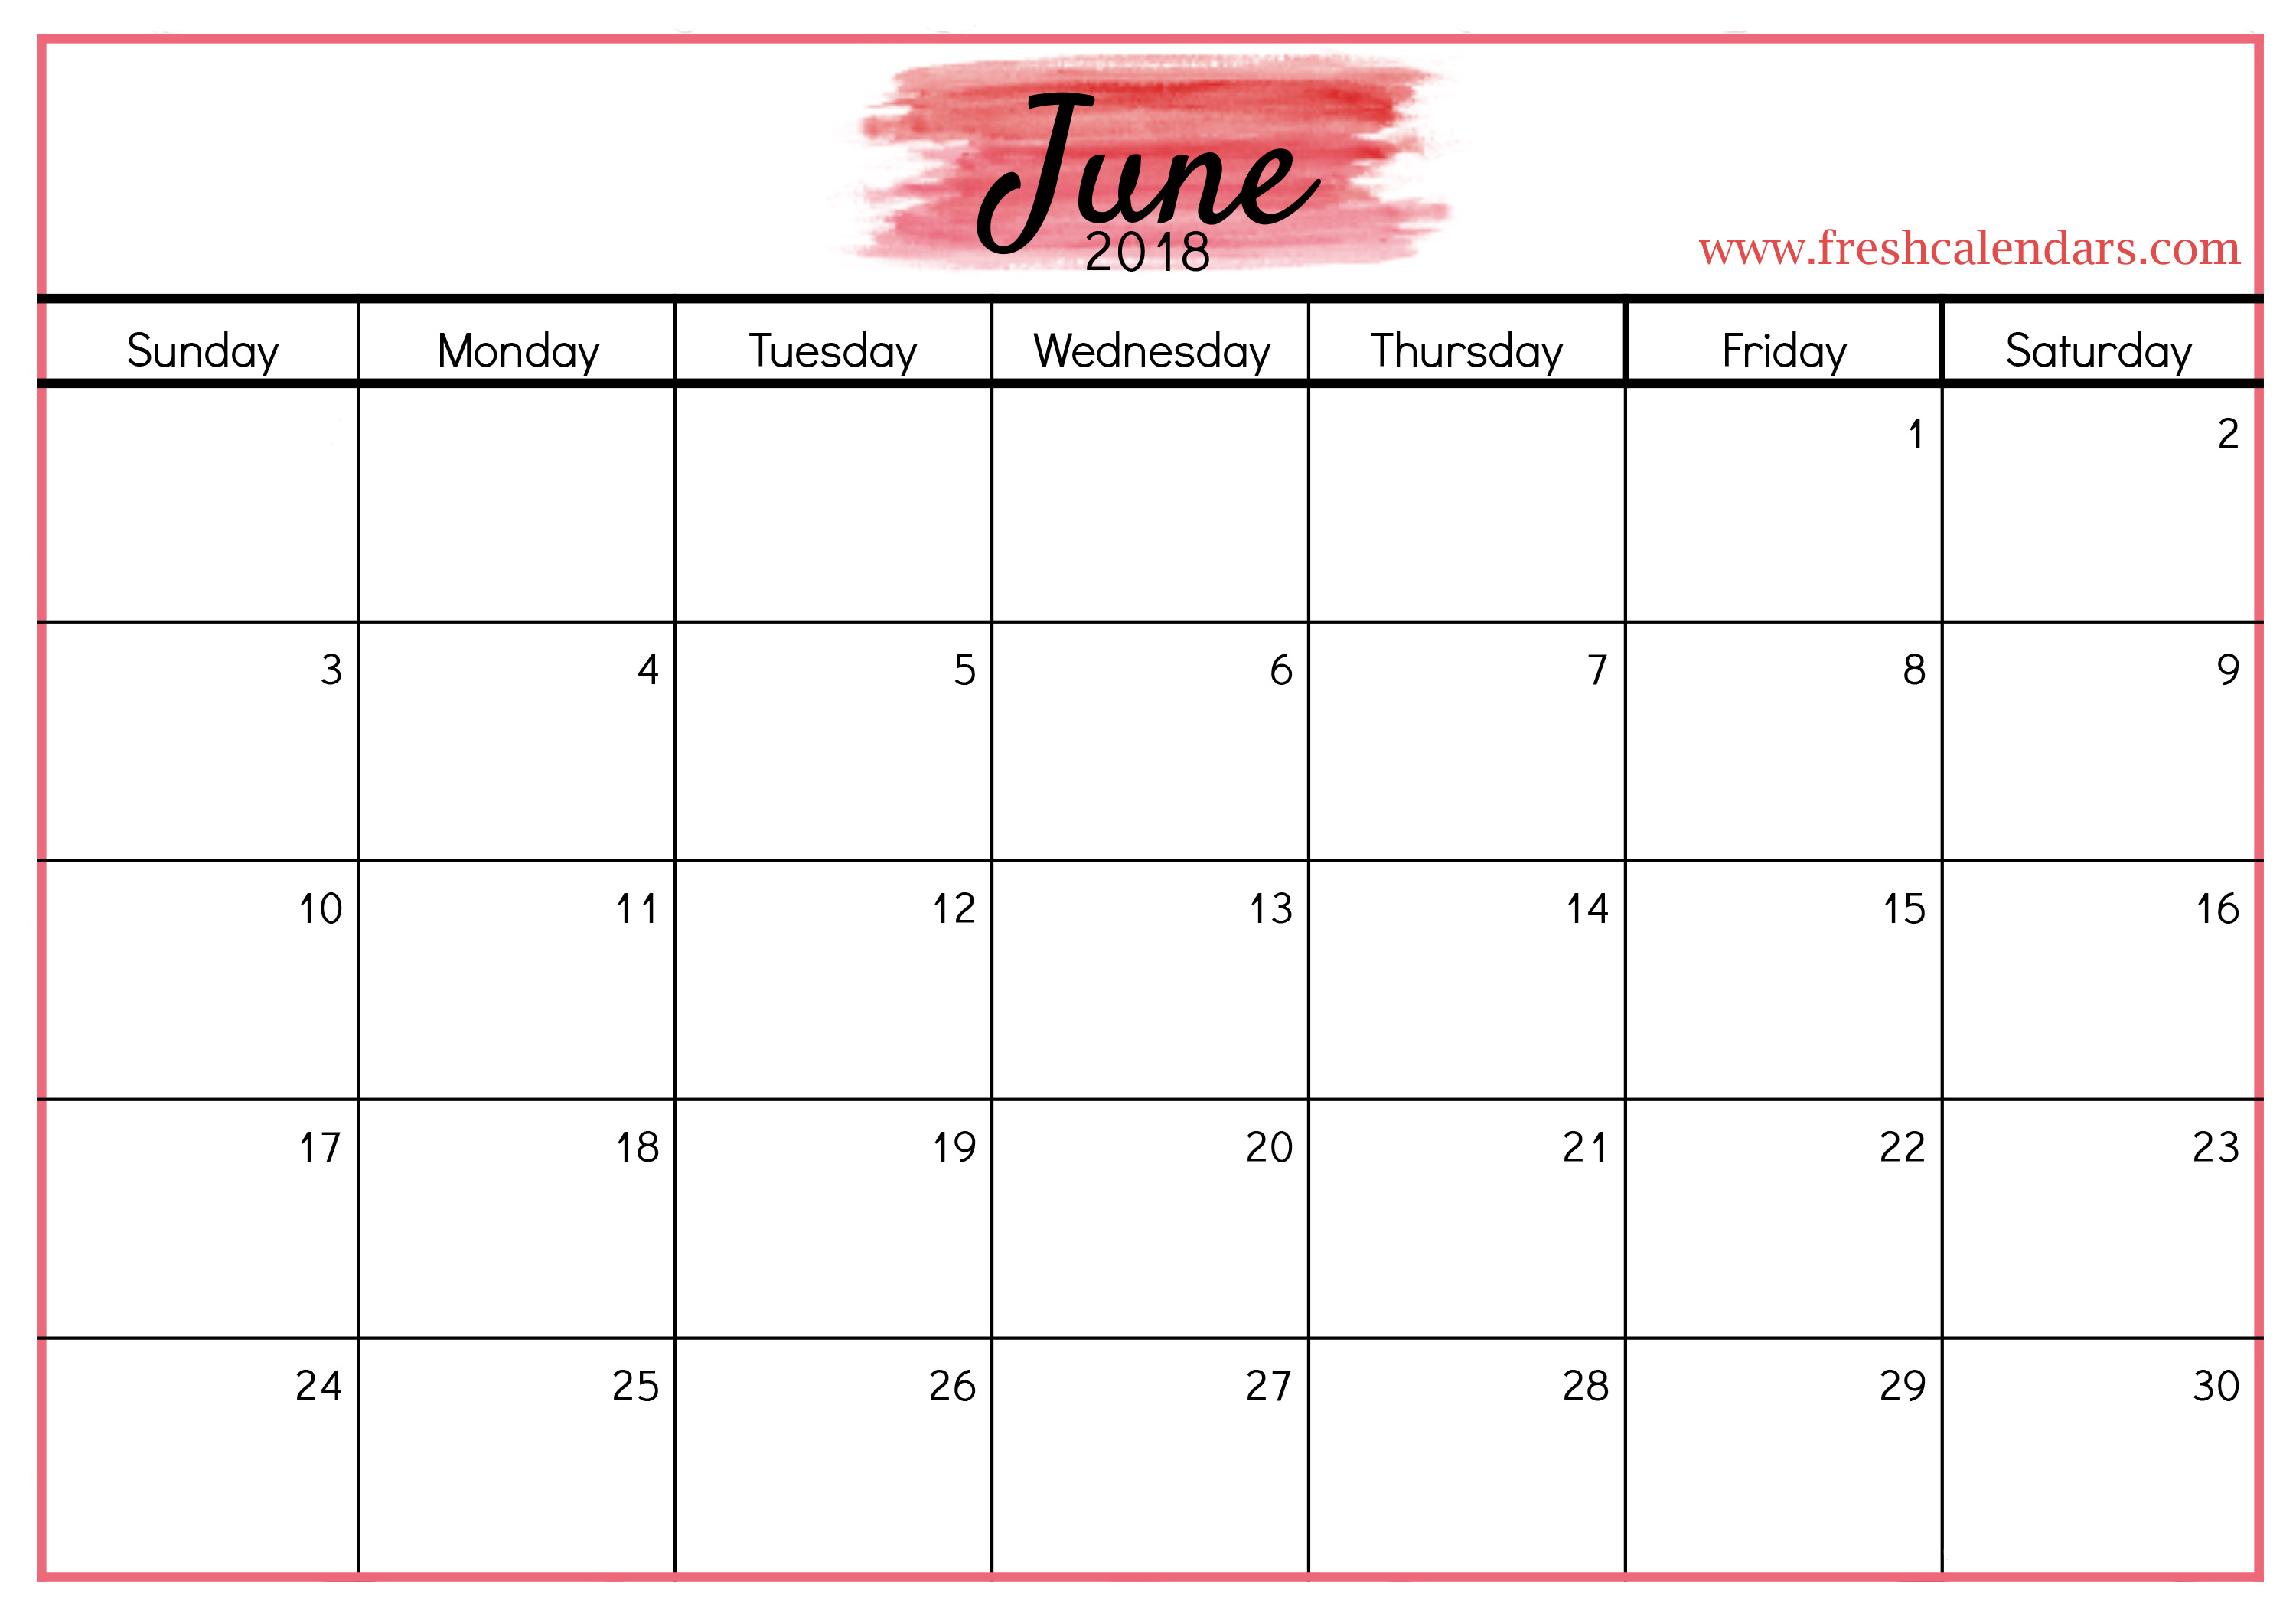 June
2018
www.freshcalendars.com
Sunday Monday Tuesday Wednesday Thursday Friday Saturday
1 2
3 4 5 6 7 8 9
10 11 12 13 14 15 16
17 18 19 20 21 22 23
24 25 26 27 28 29 30